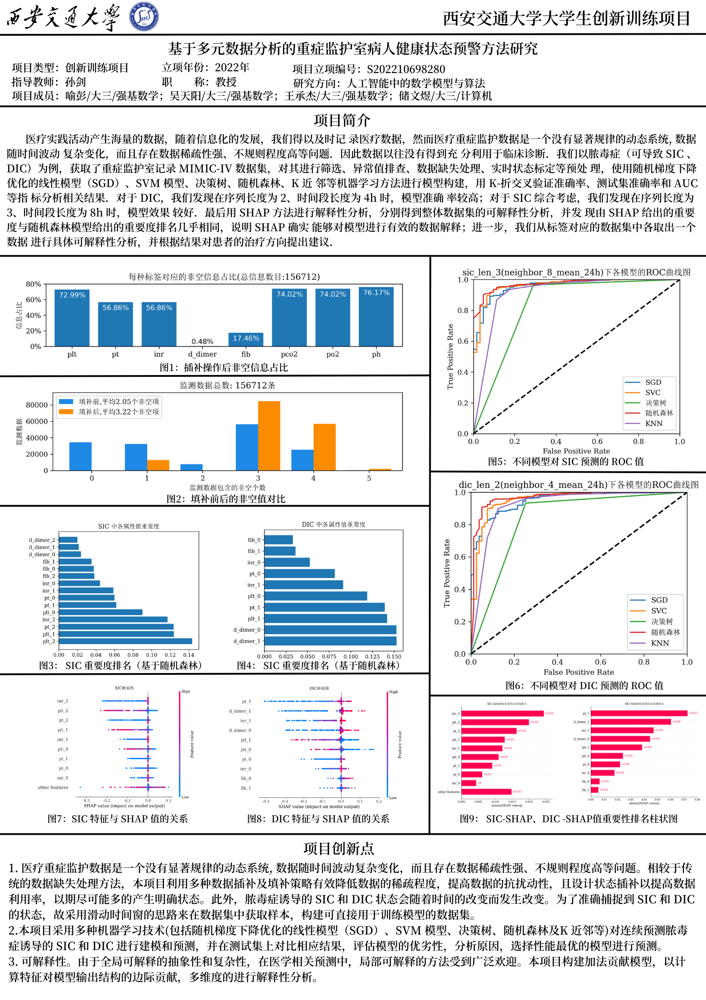 西安交通大学
西安交通大学大学生创新训练项目
基于多元数据分析的重症监护室病人健康状态预警方法研究
项目类型：创新训练项目 立项年份：2022年 项目立项编号：S202210698280
指导教师：孙剑 职 称：教授 研究方向：人工智能中的数学模型与算法
项目成员：喻彭/大三/强基数学；吴天阳/大三/强基数学；王承杰/大三/强基数学；储文煜/大三/计算机
项目简介
医疗实践活动产生海量的数据，随着信息化的发展，我们得以及时记 录医疗数据，然而医疗重症监护数据是一个没有显著规律的动态系统, 数据
随时间波动 复杂变化，而且存在数据稀疏性强、不规则程度高等问题．因此数据以往没有得到充 分利用于临床诊断．我们以脓毒症（可导致 SIC 、
DIC）为例，获取了重症监护室记录 MIMIC-IV 数据集，对其进行筛选、异常值排查、数据缺失处理、实时状态标定等预处 理，使用随机梯度下降
优化的线性模型（SGD）、SVM 模型、决策树、随机森林、K 近 邻等机器学习方法进行模型构建，用 K-折交叉验证准确率、测试集准确率和 AUC
等指 标分析相关结果．对于 DIC，我们发现在序列长度为 2、时间段长度为 4h 时，模型准确 率较高；对于 SIC 综合考虑，我们发现在序列长度为
3、时间段长度为 8h 时，模型效果 较好．最后用 SHAP 方法进行解释性分析，分别得到整体数据集的可解释性分析，并发 现由 SHAP 给出的重要
度与随机森林模型给出的重要度排名几乎相同，说明 SHAP 确实 能够对模型进行有效的数据解释；进一步，我们从标签对应的数据集中各取出一个
数据 进行具体可解释性分析，并根据结果对患者的治疗方向提出建议．
每种标签对应的非空信息占比(总信息数目:156712)
信息占比
80%
60%
40%
20%
0%
72.99% 56.86% 56.86% 0.48% 17.46% 74.02% 74.02% 76.17%
plt pt inr d_dimer fib pco2 po2 ph
图1：插补操作后非空信息占比
监测数据总数: 156712条
填补前,平均2.05个非空项
填补后,平均3.22个非空项
监测数据
80000
60000
40000
20000
0
0 1 2 3 4 5
监测数据包含的非空个数
图2：填补前后的非空值对比
SIC 中各属性值重要度
d_dimer_2
d_dimer_1
d_dimer_0
fib_1
fib_0
fib_2
inr_0
inr_1
pt_0
pt_1
plt_0
inr_2
pt_2
plt_1
plt_2
0.00 0.02 0.04 0.06 0.08 0.10 0.12 0.14
图3： SIC 重要度排名（基于随机森林）
DIC 中各属性值重要度
fib_0
fib_1
inr_0
pt_0
inr_1
plt_0
pt_1
plt_1
d_dimer_0
d_dimer_1
0.000 0.025 0.050 0.075 0.100 0.125 0.150
图4： SIC 重要度排名（基于随机森林）
sic_len_3(neighbor_8_mean_24h)下各模型的ROC曲线图
True Positive Rate
1.0
0.8
0.6
0.4
0.2
0.0
SGD
SVC
决策树
随机森林
KNN
0.0 0.2 0.4 0.6 0.8 1.0
False Positive Rate
图5：不同模型对 SIC 预测的 ROC 值
dic_len_2(neighbor_4_mean_24h)下各模型的ROC曲线图
True Positive Rate
1.0
0.8
0.6
0.4
0.2
0.0
SGD
SVC
决策树
随机森林
KNN
0.0 0.2 0.4 0.6 0.8 1.0
False Positive Rate
图6：不同模型对 DIC 预测的 ROC 值
SIC蜂巢图
High
inr_2
plt_2
pt_2
plt_1
inr_1
plt_0
pt_1
pt_0
inr_0
other features
Feature value
Low
-0.3 -0.2 -0.1 0.0 0.1
SHAP value (impact on model output)
图7：SIC 特征与 SHAP 值的关系
DIC蜂巢图
High
pt_1
d_dimer_1
inr_1
d_dimer_0
plt_1
plt_0
pt_0
inr_0
fib_0
fib_1
Feature value
Low
-0.4 -0.3 -0.2 -0.1 0.0 0.1 0.2
SHAP value (impact on model output)
图8：DIC 特征与 SHAP 值的关系
SIC-SHAP值重要性柱状图排名
inr_2 +0.02
plt_2 +0.02
pt_2 +0.02
plt_1 +0.01
inr_1 +0.01
plt_0 +0.01
pt_1 +0.01
pt_0 +0.01
inr_0 +0
other features +0.01
0.000 0.005 0.010 0.015 0.020 0.025
mean(|SHAP value|)
DIC-SHAP值重要性柱状图排名
pt_1 +0.07
d_dimer_1 +0.06
inr_1 +0.05
d_dimer_0 +0.04
plt_1 +0.04
plt_0 +0.02
pt_0 +0.02
inr_0 +0.02
fib_0 +0.01
fib_1 +0.01
0.00 0.01 0.02 0.03 0.04 0.05 0.06 0.07 0.08
mean(|SHAP value|)
图9： SIC-SHAP、DIC -SHAP值重要性排名柱状图
项目创新点
1. 医疗重症监护数据是一个没有显著规律的动态系统, 数据随时间波动复杂变化，而且存在数据稀疏性强、不规则程度高等问题。相较于传
统的数据缺失处理方法，本项目利用多种数据插补及填补策略有效降低数据的稀疏程度，提高数据的抗扰动性，且设计状态插补以提高数据
利用率，以期尽可能多的产生明确状态。此外，脓毒症诱导的 SIC 和 DIC 状态会随着时间的改变而发生改变。为了准确捕捉到 SIC 和 DIC
的状态，故采用滑动时间窗的思路来在数据集中获取样本，构建可直接用于训练模型的数据集。
2.本项目采用多种机器学习技术(包括随机梯度下降优化的线性模型（SGD）、SVM 模型、决策树、随机森林及K 近邻等)对连续预测脓毒
症诱导的 SIC 和 DIC 进行建模和预测，并在测试集上对比相应结果，评估模型的优劣性，分析原因，选择性能最优的模型进行预测。
3. 可解释性。由于全局可解释的抽象性和复杂性，在医学相关预测中，局部可解释的方法受到广泛欢迎。本项目构建加法贡献模型，以计
算特征对模型输出结构的边际贡献，多维度的进行解释性分析。